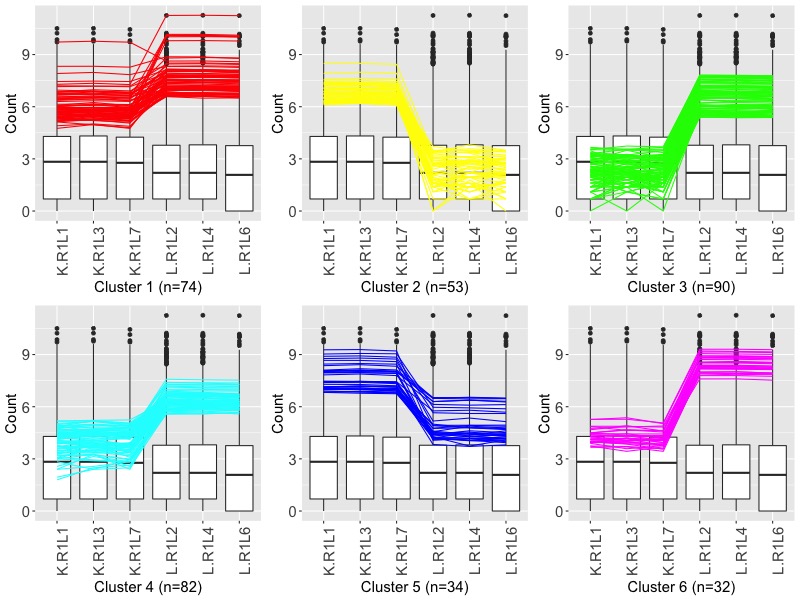 Count
9
6
3
0
K.R1L1
K.R1L3
K.R1L7
L.R1L2
L.R1L4
L.R1L6
Cluster 1 (n=74)
Count
9
6
3
0
K.R1L1
K.R1L3
K.R1L7
L.R1L2
L.R1L4
L.R1L6
Cluster 2 (n=53)
Count
9
6
3
0
K.R1L1
K.R1L3
K.R1L7
L.R1L2
L.R1L4
L.R1L6
Cluster 3 (n=90)
Count
9
6
3
0
K.R1L1
K.R1L3
K.R1L7
L.R1L2
L.R1L4
L.R1L6
Cluster 4 (n=82)
Count
9
6
3
0
K.R1L1
K.R1L3
K.R1L7
L.R1L2
L.R1L4
L.R1L6
Cluster 5 (n=34)
Count
9
6
3
0
K.R1L1
K.R1L3
K.R1L7
L.R1L2
L.R1L4
L.R1L6
Cluster 6 (n=32)